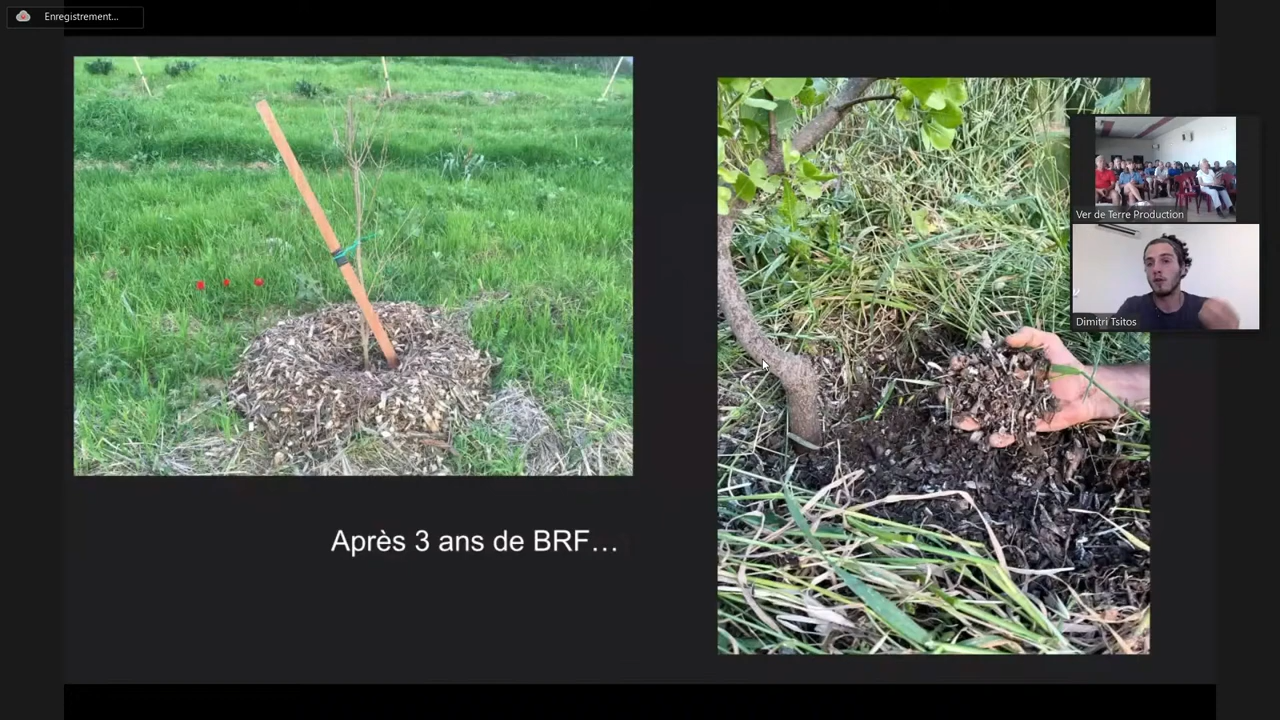 Enregistrement...
Ver de Terre Production
Dimitri Tsitos
Après 3 ans de BRF…